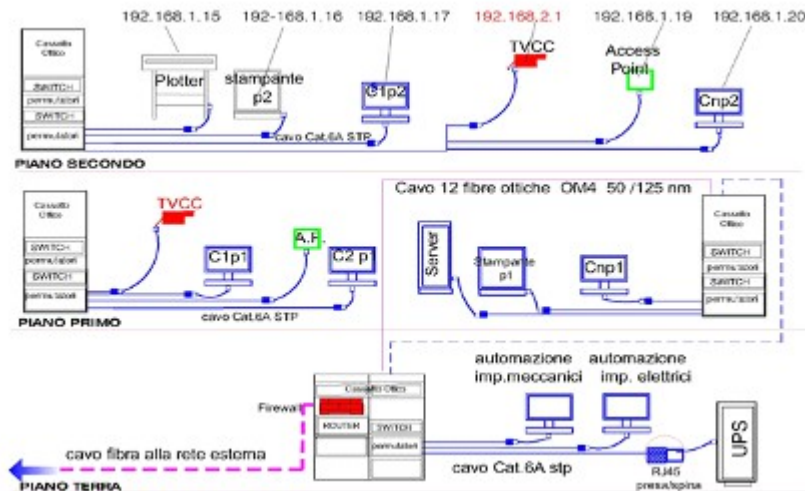 192.168.1.15
192-168.1.16
192.168.1.17
192.168.2.1
192.168.1.19
192.168.1.20
Cassetto
Ottico
SWITCH
permutatori
SWITCH
permutatori
Plotter
stampante
p2
C1p2
TVCC
Access
Point
Cnp2
cavo Cat.6A STP
PIANO SECONDO
Cavo 12 fibre ottiche OM4 50 /125 nm
Cassetto
Ottico
SWITCH
permutatori
SWITCH
permutatori
TVCC
C1p1
A.P.
C2 p1
cavo Cat.6A STP
Server
Stampante
p1
Cnp1
Cassetto
Ottico
SWITCH
permutatori
SWITCH
permutatori
PIANO PRIMO
automazione
imp.meccanici
automazione
imp. elettrici
Cassetto Ottico
Firewall
ROUTER
SWITCH
permutatori
cavo fibra alla rete esterna
cavo Cat.6A stp
RJ45
presa/spina
UPS
PIANO TERRA